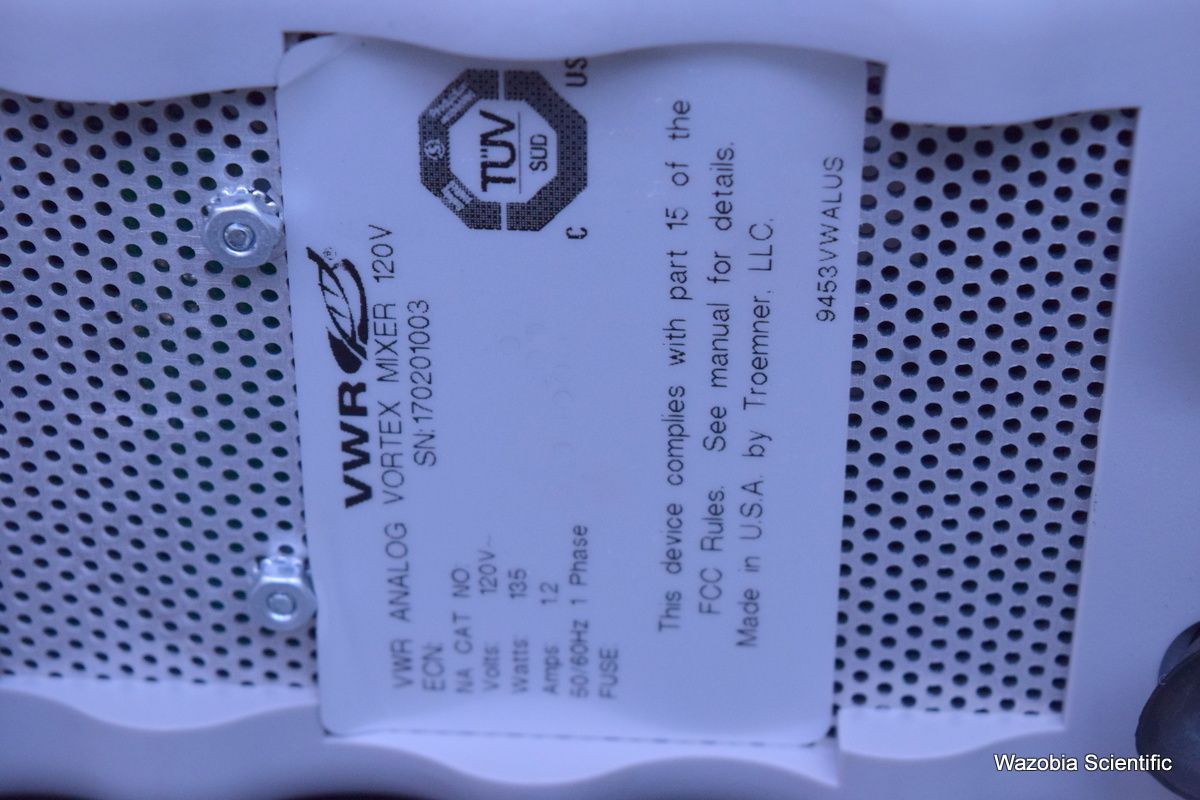 VWR
®
VWR ANALOG VORTEX MIXER 120V
SN:170201003
ECN:
NA CAT NO:
Volts: 120V~
Watts: 135
Amps: 1.2
50/60Hz 1 Phase
FUSE:
TÜV
SÜD
C US
This device complies with part 15 of the
FCC Rules. See manual for details.
Made in U.S.A. by Troemner, LLC.
9453VWALUS
Wazobia Scientific